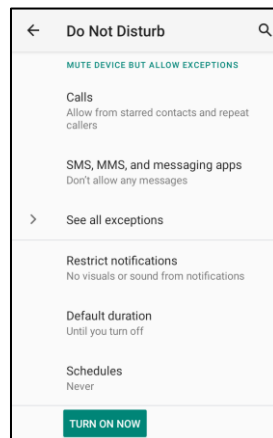 Do Not Disturb
MUTE DEVICE BUT ALLOW EXCEPTIONS
Calls
Allow from starred contacts and repeat
callers
SMS, MMS, and messaging apps
Don't allow any messages
See all exceptions
Restrict notifications
No visuals or sound from notifications
Default duration
Until you turn off
Schedules
Never
TURN ON NOW